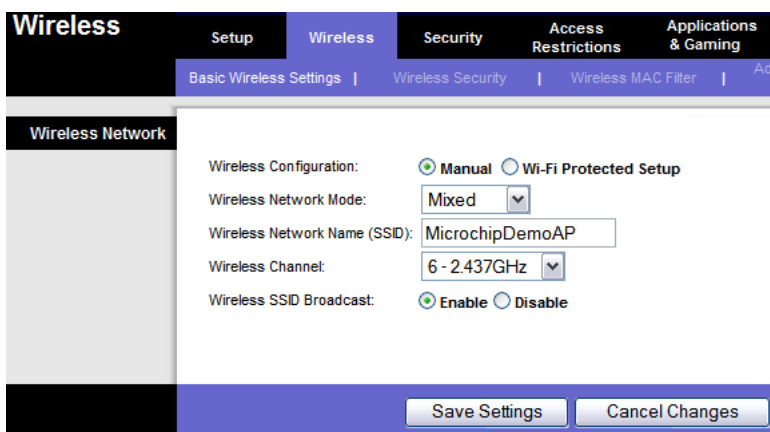 Wireless
Setup
Wireless
Security
Access Restrictions
Applications & Gaming
Basic Wireless Settings | Wireless Security | Wireless MAC Filter | Ad
Wireless Network
Wireless Configuration: Manual Wi-Fi Protected Setup
Wireless Network Mode: Mixed
Wireless Network Name (SSID): MicrochipDemoAP
Wireless Channel: 6 - 2.437GHz
Wireless SSID Broadcast: Enable Disable
Save Settings Cancel Changes